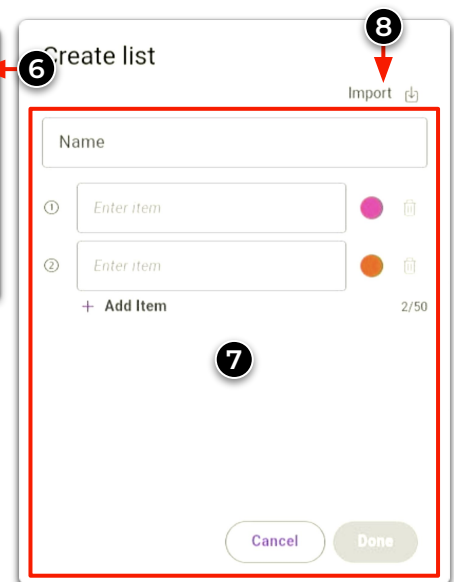 8
6
Create list
Import
Name
1 Enter item
2 Enter item
+ Add Item 2/50
7
Cancel Done